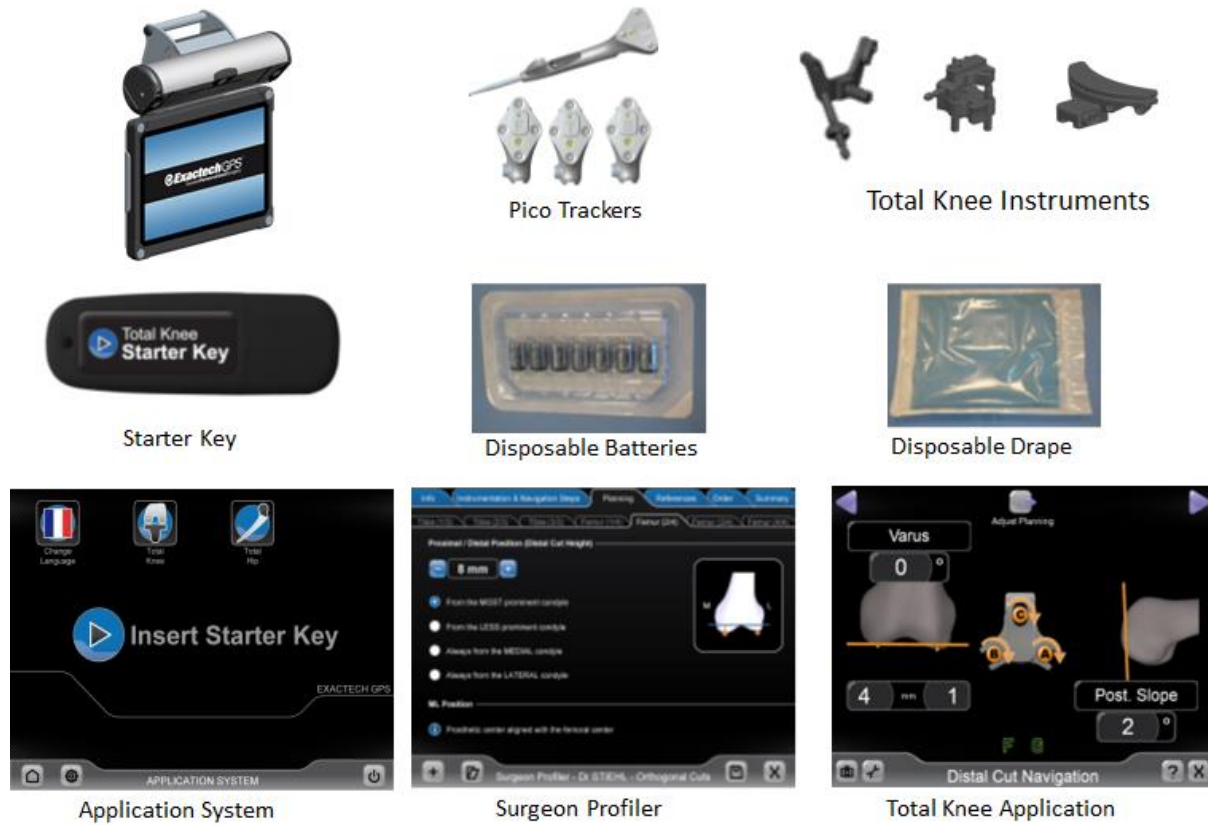 ExactechGPS
Pico Trackers
Total Knee Instruments
Total Knee
Starter Key
Starter Key
Disposable Batteries
Disposable Drape
Change
Language
Total
Knee
Total
Hip
Insert Starter Key
EXACTECH GPS
APPLICATION SYSTEM
Application System
Info
Instrumentation & Navigation Steps
Planning
References
Order
Summary
Femur (2/4)
Proximal / Distal Position (Distal Cut Height)
8 mm
From the MOST prominent condyle
From the LESS prominent condyle
Always from the MEDIAL condyle
Always from the LATERAL condyle
M L
ML Position
Prosthetic center aligned with the femoral center
Surgeon Profiler - Dr STIEHL - Orthogonal Cuts
Surgeon Profiler
Adjust Planning
Varus
0 °
C
B A
4 mm 1
Post. Slope
2 °
F G
Distal Cut Navigation
Total Knee Application